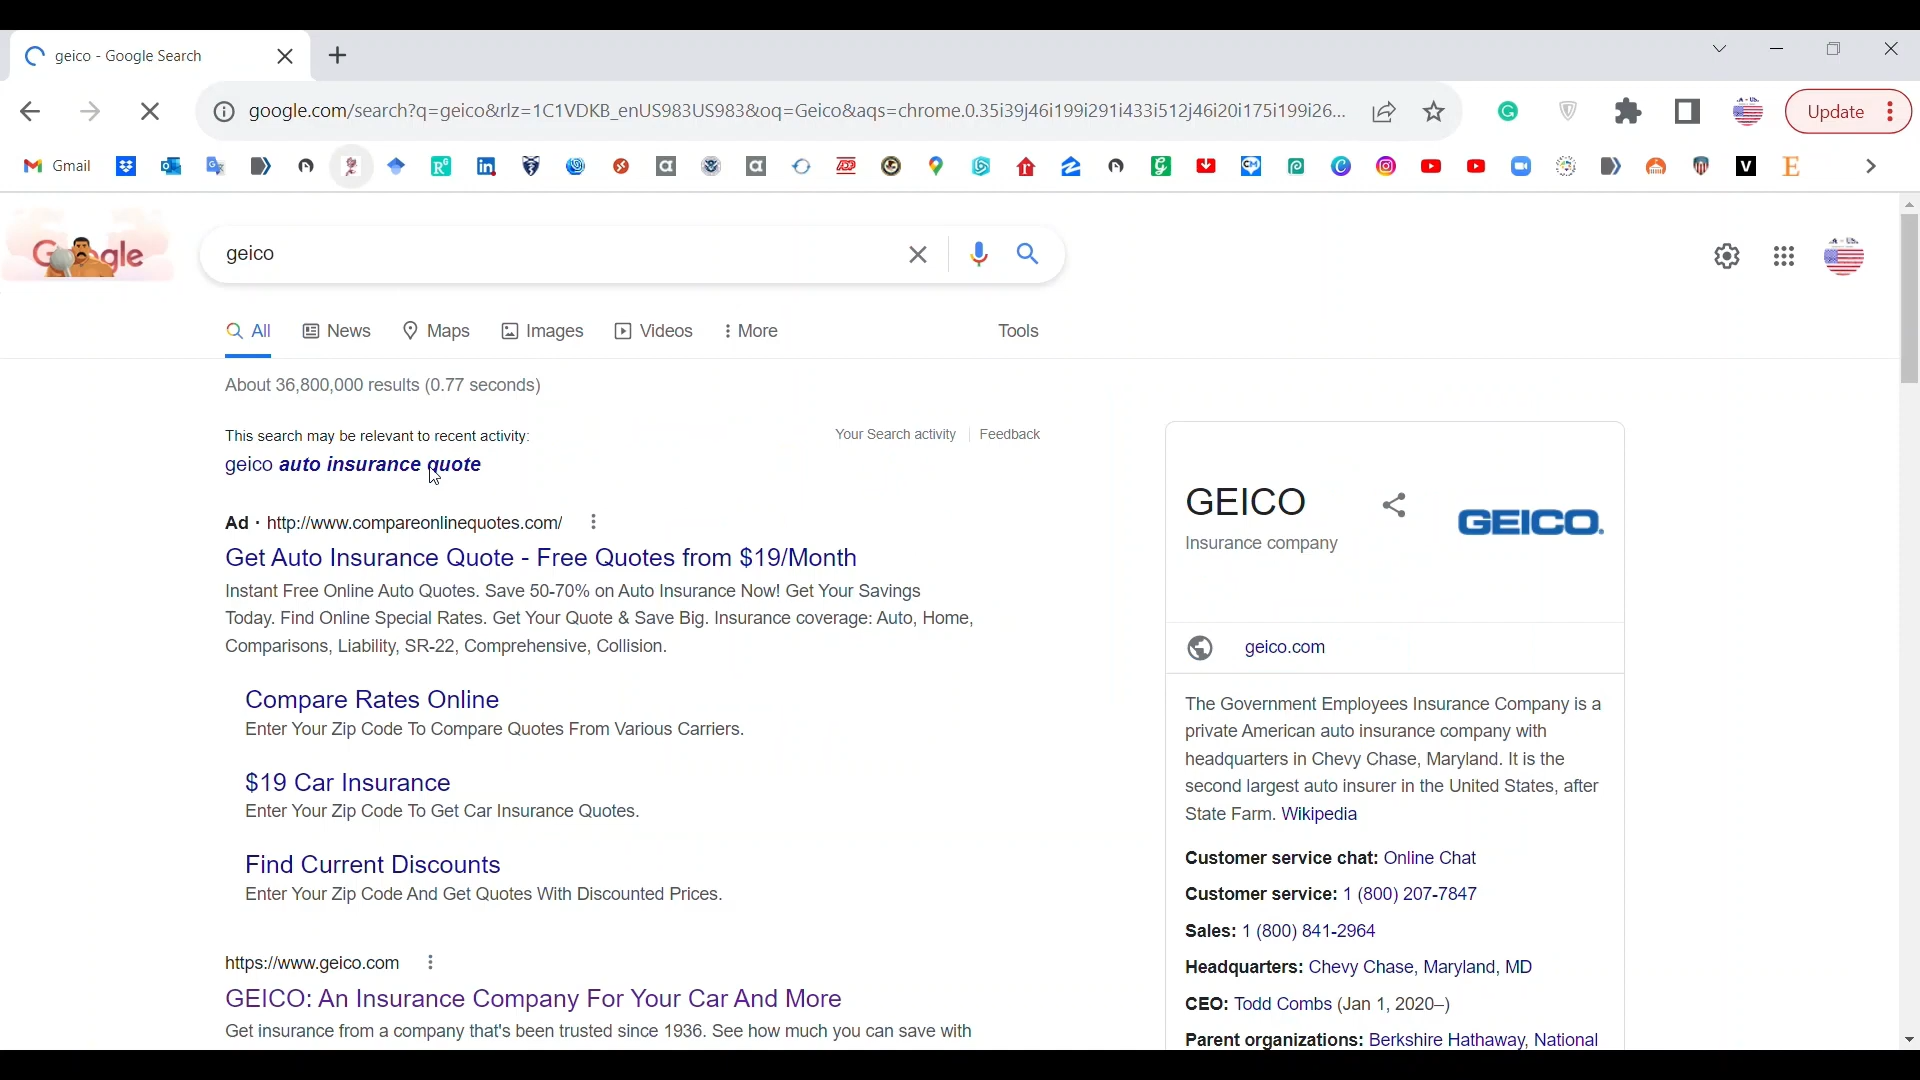 geico - Google Search
google.com/search?q=geico&rlz=1C1VDKB_enUS983US983&oq=Geico&aqs=chrome.0.35i39j46i199i291i433i512j46i20i175i199i26...
Update
Gmail
geico
All News Maps Images Videos More Tools
About 36,800,000 results (0.77 seconds)
This search may be relevant to recent activity:
Your Search activity Feedback
geico auto insurance quote
Ad · http://www.compareonlinequotes.com/
Get Auto Insurance Quote - Free Quotes from $19/Month
Instant Free Online Auto Quotes. Save 50-70% on Auto Insurance Now! Get Your Savings
Today. Find Online Special Rates. Get Your Quote & Save Big. Insurance coverage: Auto, Home,
Comparisons, Liability, SR-22, Comprehensive, Collision.
Compare Rates Online
Enter Your Zip Code To Compare Quotes From Various Carriers.
$19 Car Insurance
Enter Your Zip Code To Get Car Insurance Quotes.
Find Current Discounts
Enter Your Zip Code And Get Quotes With Discounted Prices.
https://www.geico.com
GEICO: An Insurance Company For Your Car And More
Get insurance from a company that's been trusted since 1936. See how much you can save with
GEICO
Insurance company
GEICO.
geico.com
The Government Employees Insurance Company is a
private American auto insurance company with
headquarters in Chevy Chase, Maryland. It is the
second largest auto insurer in the United States, after
State Farm. Wikipedia
Customer service chat: Online Chat
Customer service: 1 (800) 207-7847
Sales: 1 (800) 841-2964
Headquarters: Chevy Chase, Maryland, MD
CEO: Todd Combs (Jan 1, 2020–)
Parent organizations: Berkshire Hathaway, National